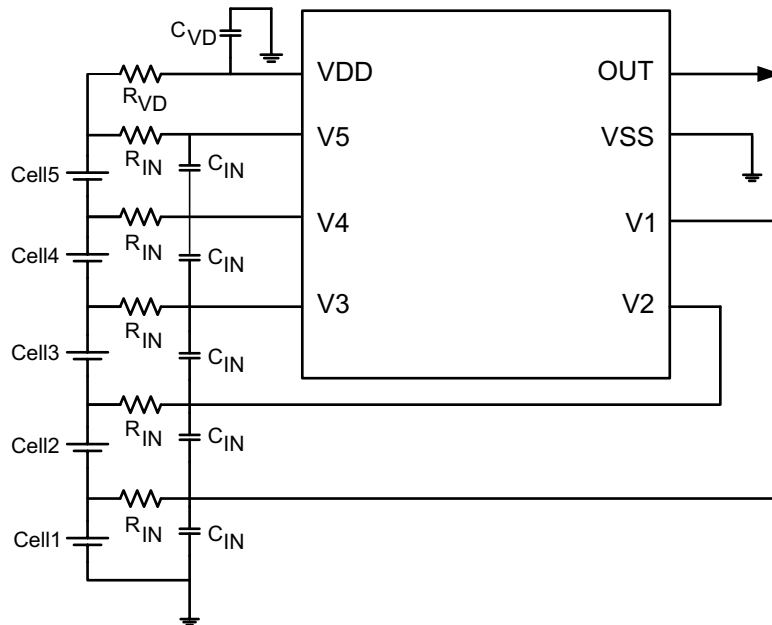 CVD
VDD
OUT
RVD
V5
VSS
RIN
CIN
Cell5
V4
V1
RIN
CIN
Cell4
V3
V2
RIN
CIN
Cell3
RIN
CIN
Cell2
RIN
CIN
Cell1